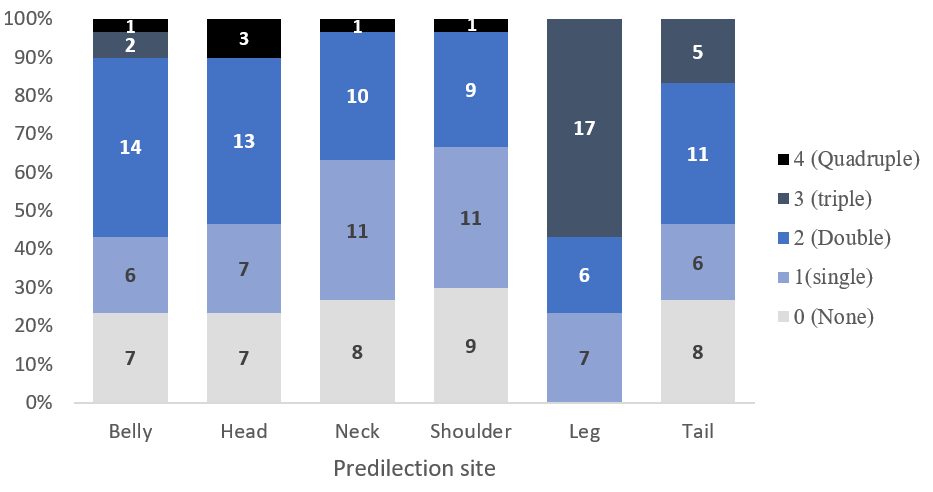 100%
90%
80%
70%
60%
50%
40%
30%
20%
10%
0%
1
2
14
6
7
3
13
7
7
1
10
11
8
1
9
11
9
17
6
7
5
11
6
8
Belly
Head
Neck
Shoulder
Leg
Tail
Predilection site
4 (Quadruple)
3 (triple)
2 (Double)
1(single)
0 (None)